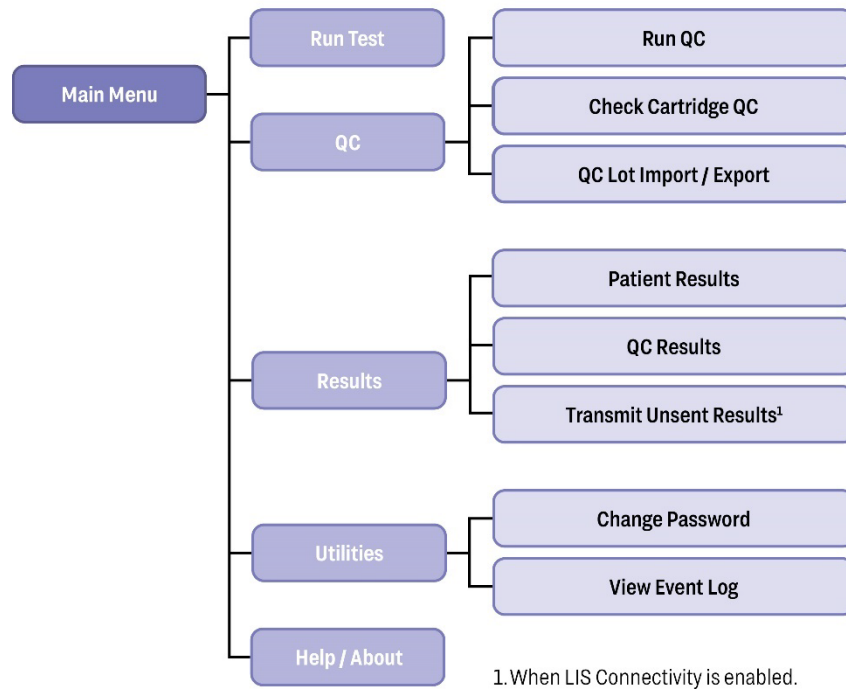 Main Menu
Run Test
QC
Run QC
Check Cartridge QC
QC Lot Import / Export
Results
Patient Results
QC Results
Transmit Unsent Results¹
Utilities
Change Password
View Event Log
Help / About
1. When LIS Connectivity is enabled.